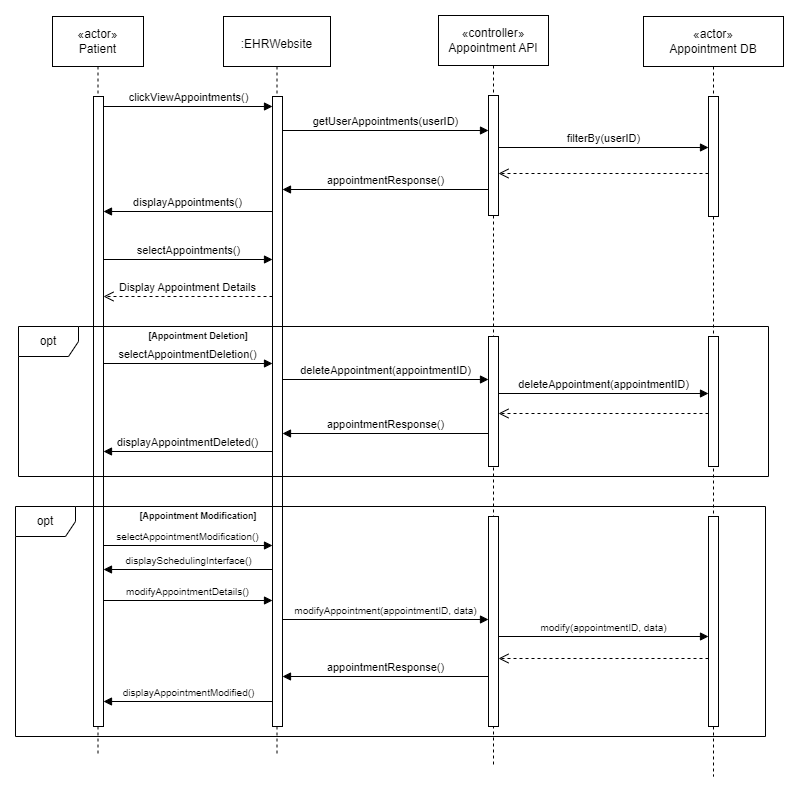 «actor»
Patient
:EHRWebsite
«controller»
Appointment API
«actor»
Appointment DB
clickViewAppointments()
getUserAppointments(userID)
filterBy(userID)
appointmentResponse()
displayAppointments()
selectAppointments()
Display Appointment Details
opt
[Appointment Deletion]
selectAppointmentDeletion()
deleteAppointment(appointmentID)
deleteAppointment(appointmentID)
appointmentResponse()
displayAppointmentDeleted()
opt
[Appointment Modification]
selectAppointmentModification()
displaySchedulingInterface()
modifyAppointmentDetails()
modifyAppointment(appointmentID, data)
modify(appointmentID, data)
appointmentResponse()
displayAppointmentModified()